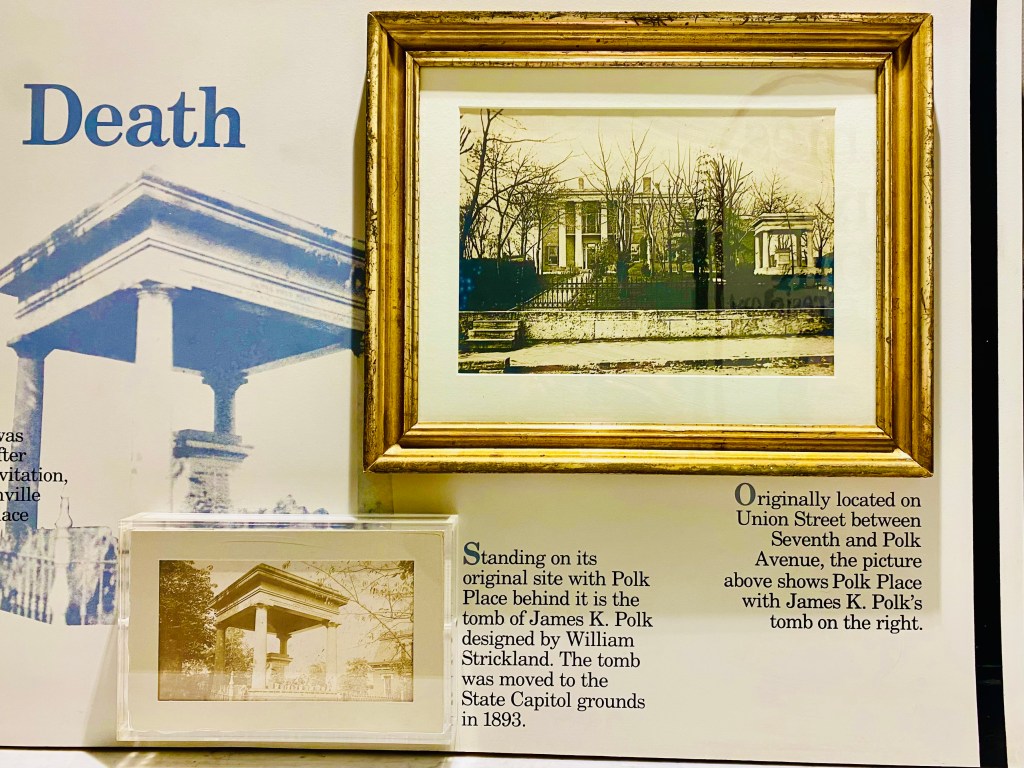 Death
was
fter
vitation,
nville
lace
Standing on its
original site with Polk
Place behind it is the
tomb of James K. Polk
designed by William
Strickland. The tomb
was moved to the
State Capitol grounds
in 1893.
Originally located on
Union Street between
Seventh and Polk
Avenue, the picture
above shows Polk Place
with James K. Polk's
tomb on the right.